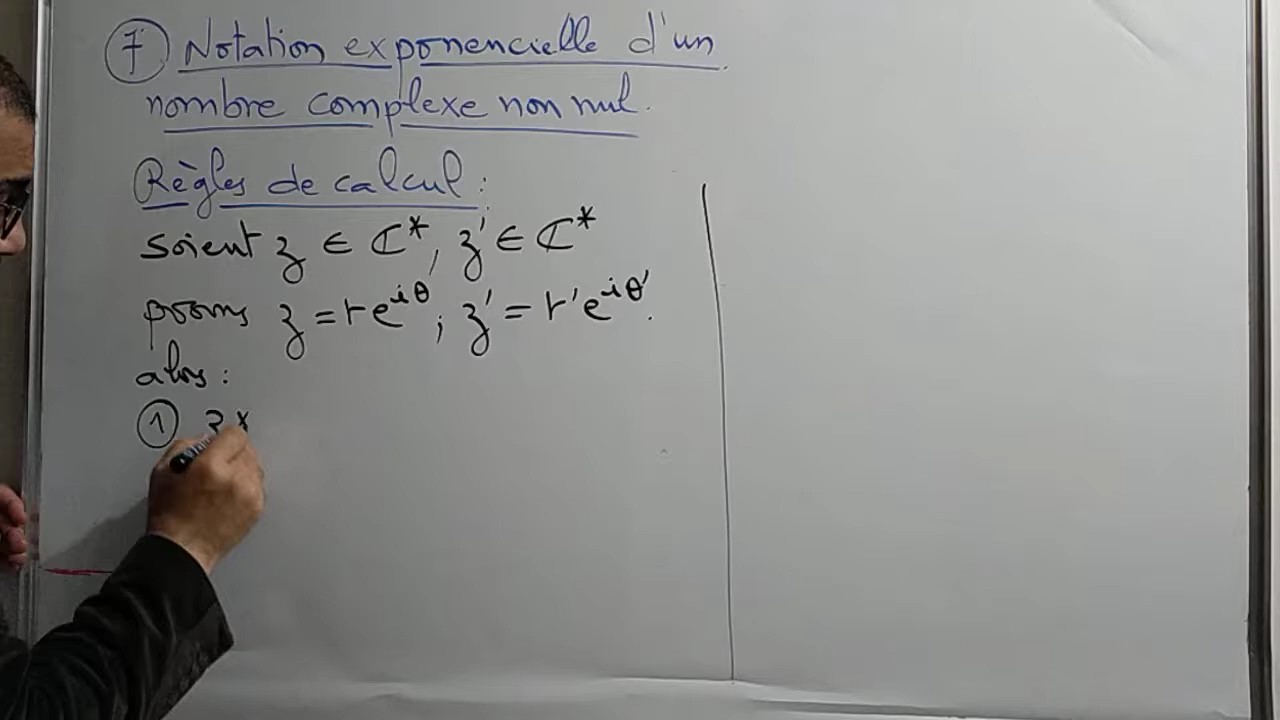 7 Notation exponencielle d'un
nombre complexe non nul.
Règles de calcul :
soient z ∈ ℂ*, z' ∈ ℂ*
posons z = re^{iθ} ; z' = r'e^{iθ'}.
alors :
1 z ×